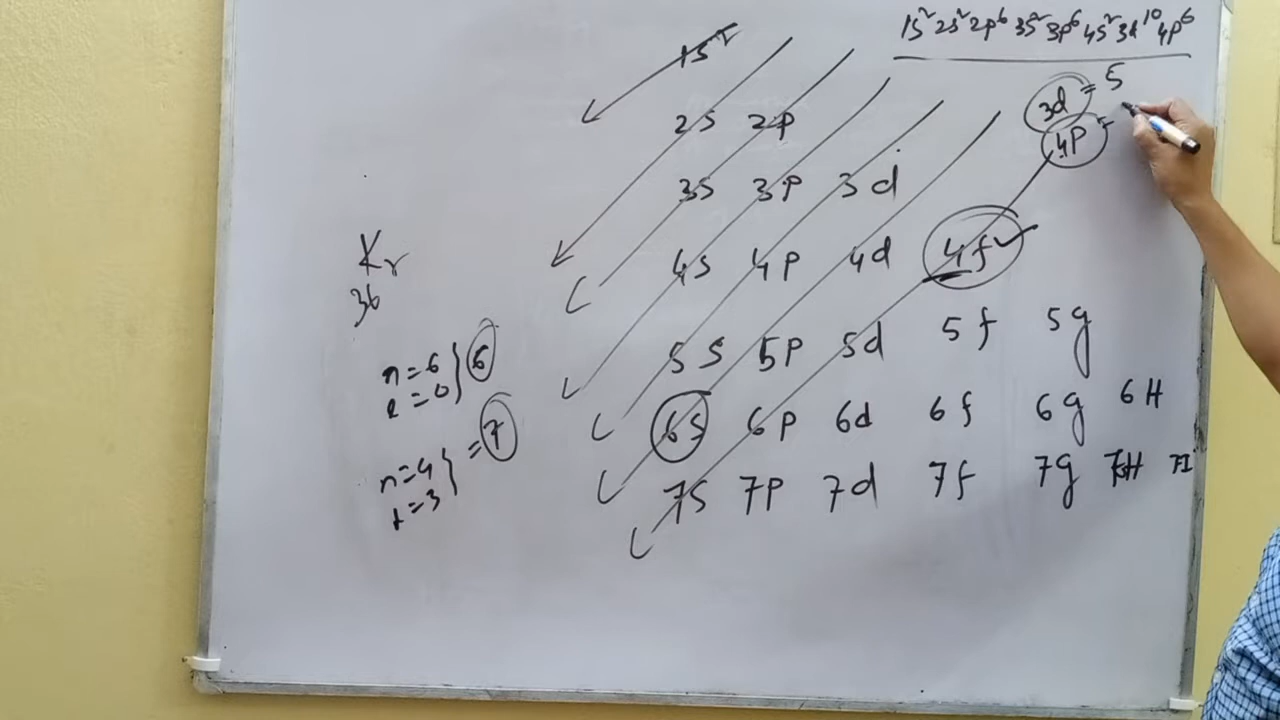 1S² 2S² 2P⁶ 3S² 3P⁶ 4S² 3d¹⁰ 4P⁶
3d = 5
4P =
1S
2S 2P
3S 3P 3d
4S 4P 4d 4f
5S 5P 5d 5f 5g
6S 6P 6d 6f 6g 6H
7S 7P 7d 7f 7g 7H 7I
Kr
36
n=6
l=0 } 6
n=4
l=3 } = 7